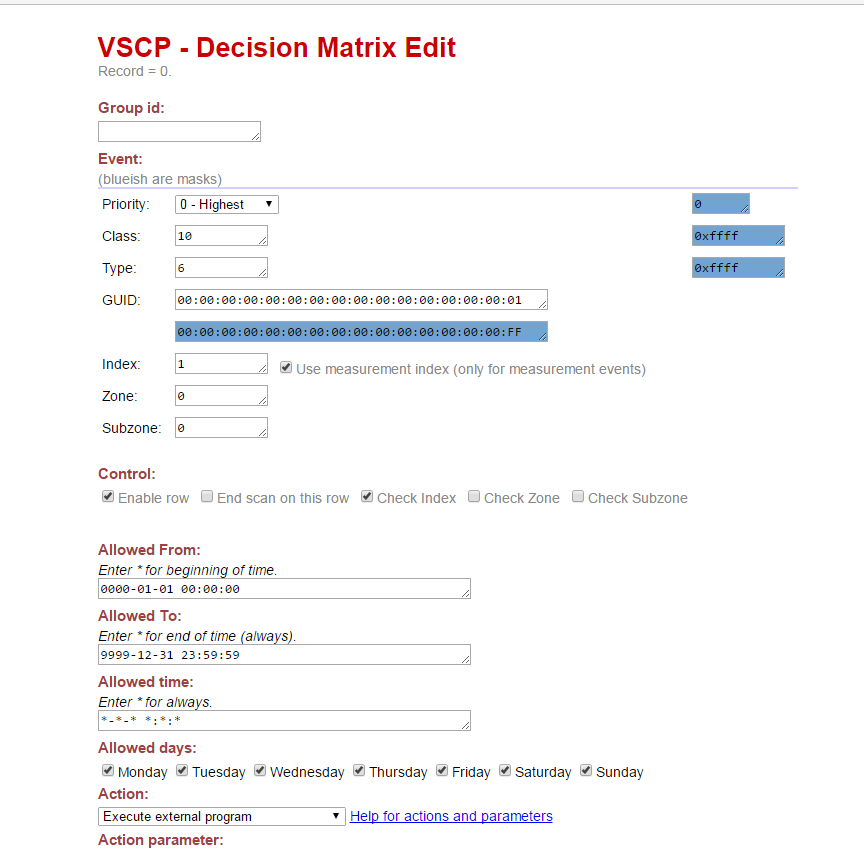 VSCP - Decision Matrix Edit
Record = 0.
Group id:
Event:
(blueish are masks)
Priority: 0 - Highest 0
Class: 10 0xffff
Type: 6 0xffff
GUID: 00:00:00:00:00:00:00:00:00:00:00:00:00:00:00:01
00:00:00:00:00:00:00:00:00:00:00:00:00:00:00:FF
Index: 1 Use measurement index (only for measurement events)
Zone: 0
Subzone: 0
Control:
Enable row End scan on this row Check Index Check Zone Check Subzone
Allowed From:
Enter * for beginning of time.
0000-01-01 00:00:00
Allowed To:
Enter * for end of time (always).
9999-12-31 23:59:59
Allowed time:
Enter * for always.
*-*-* *:*:*
Allowed days:
Monday Tuesday Wednesday Thursday Friday Saturday Sunday
Action:
Execute external program Help for actions and parameters
Action parameter: